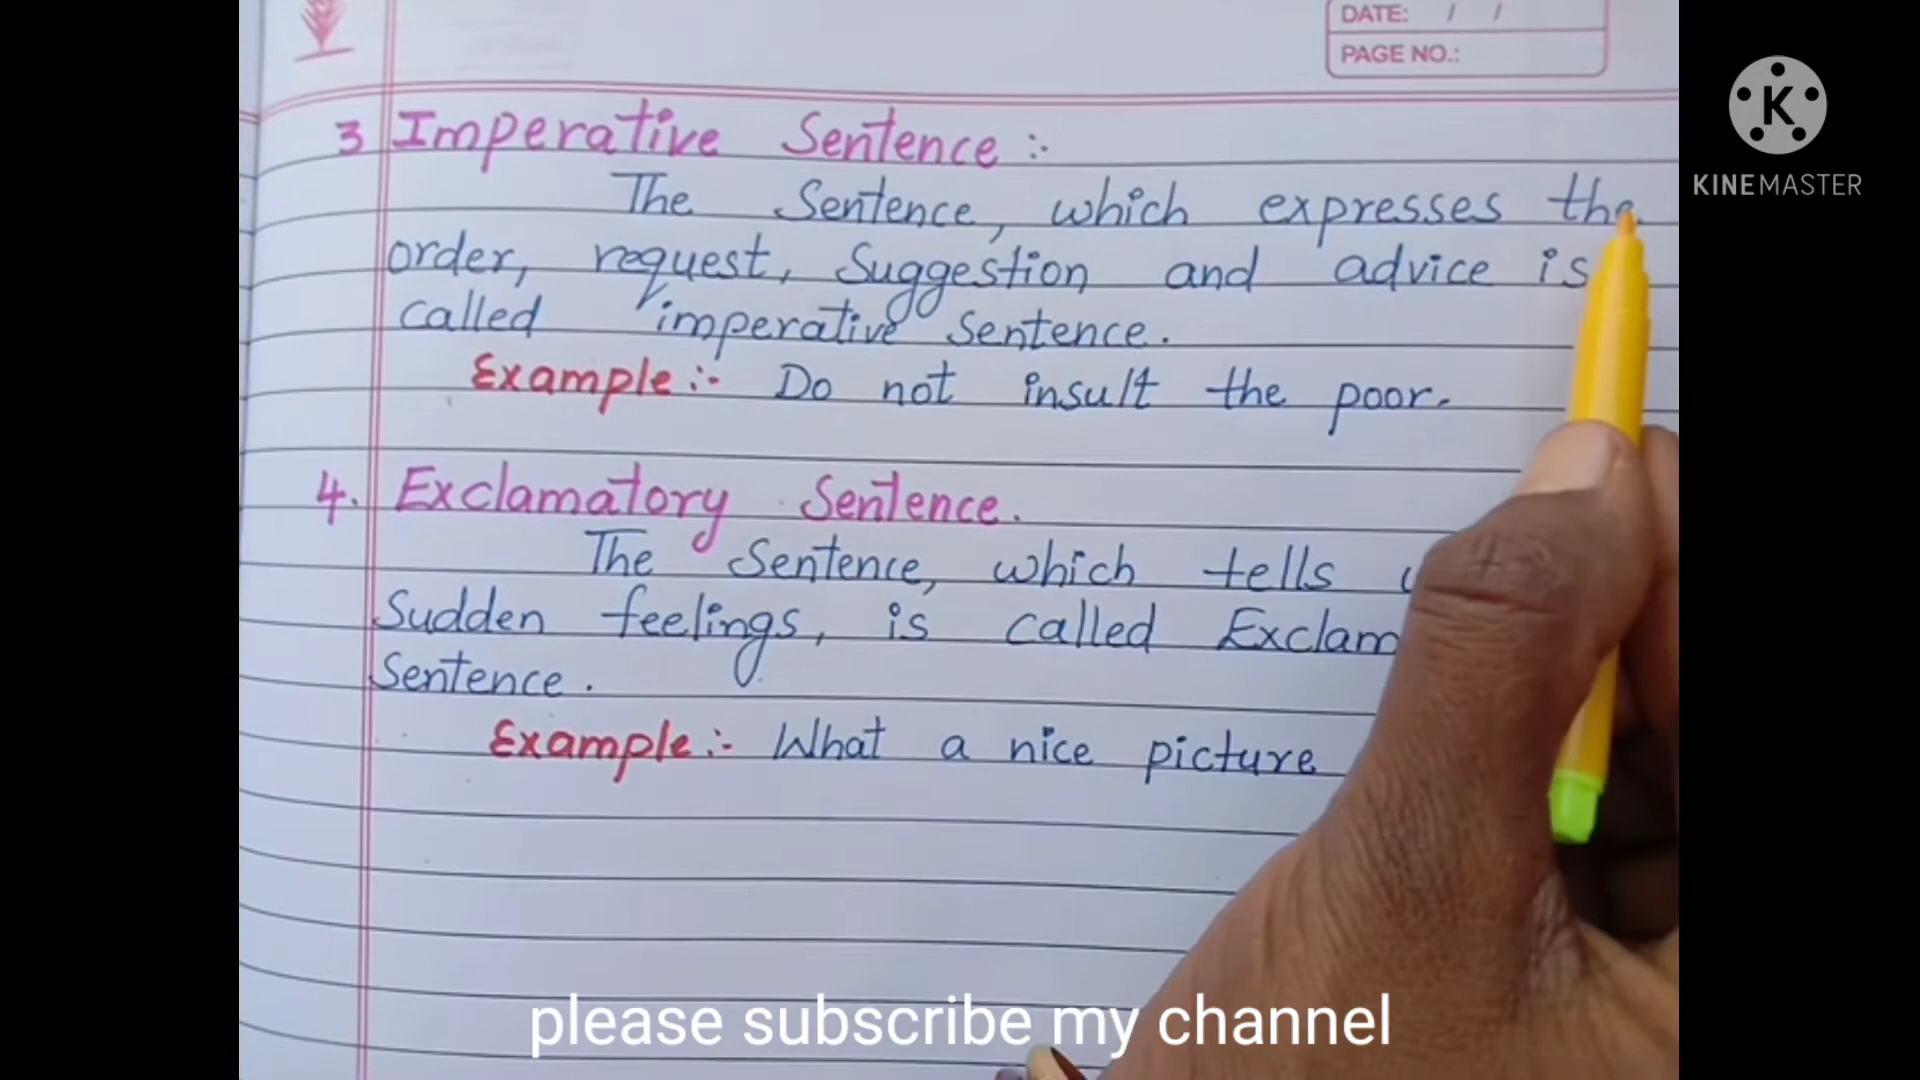 DATE: / /
PAGE NO.:
KINEMASTER
3 Imperative Sentence :-
The Sentence, which expresses the
order, request, Suggestion and advice is
called imperative Sentence.
Example :- Do not insult the poor.
4. Exclamatory Sentence.
The Sentence, which tells
Sudden feelings, is called Exclam
Sentence.
Example :- What a nice picture
please subscribe my channel